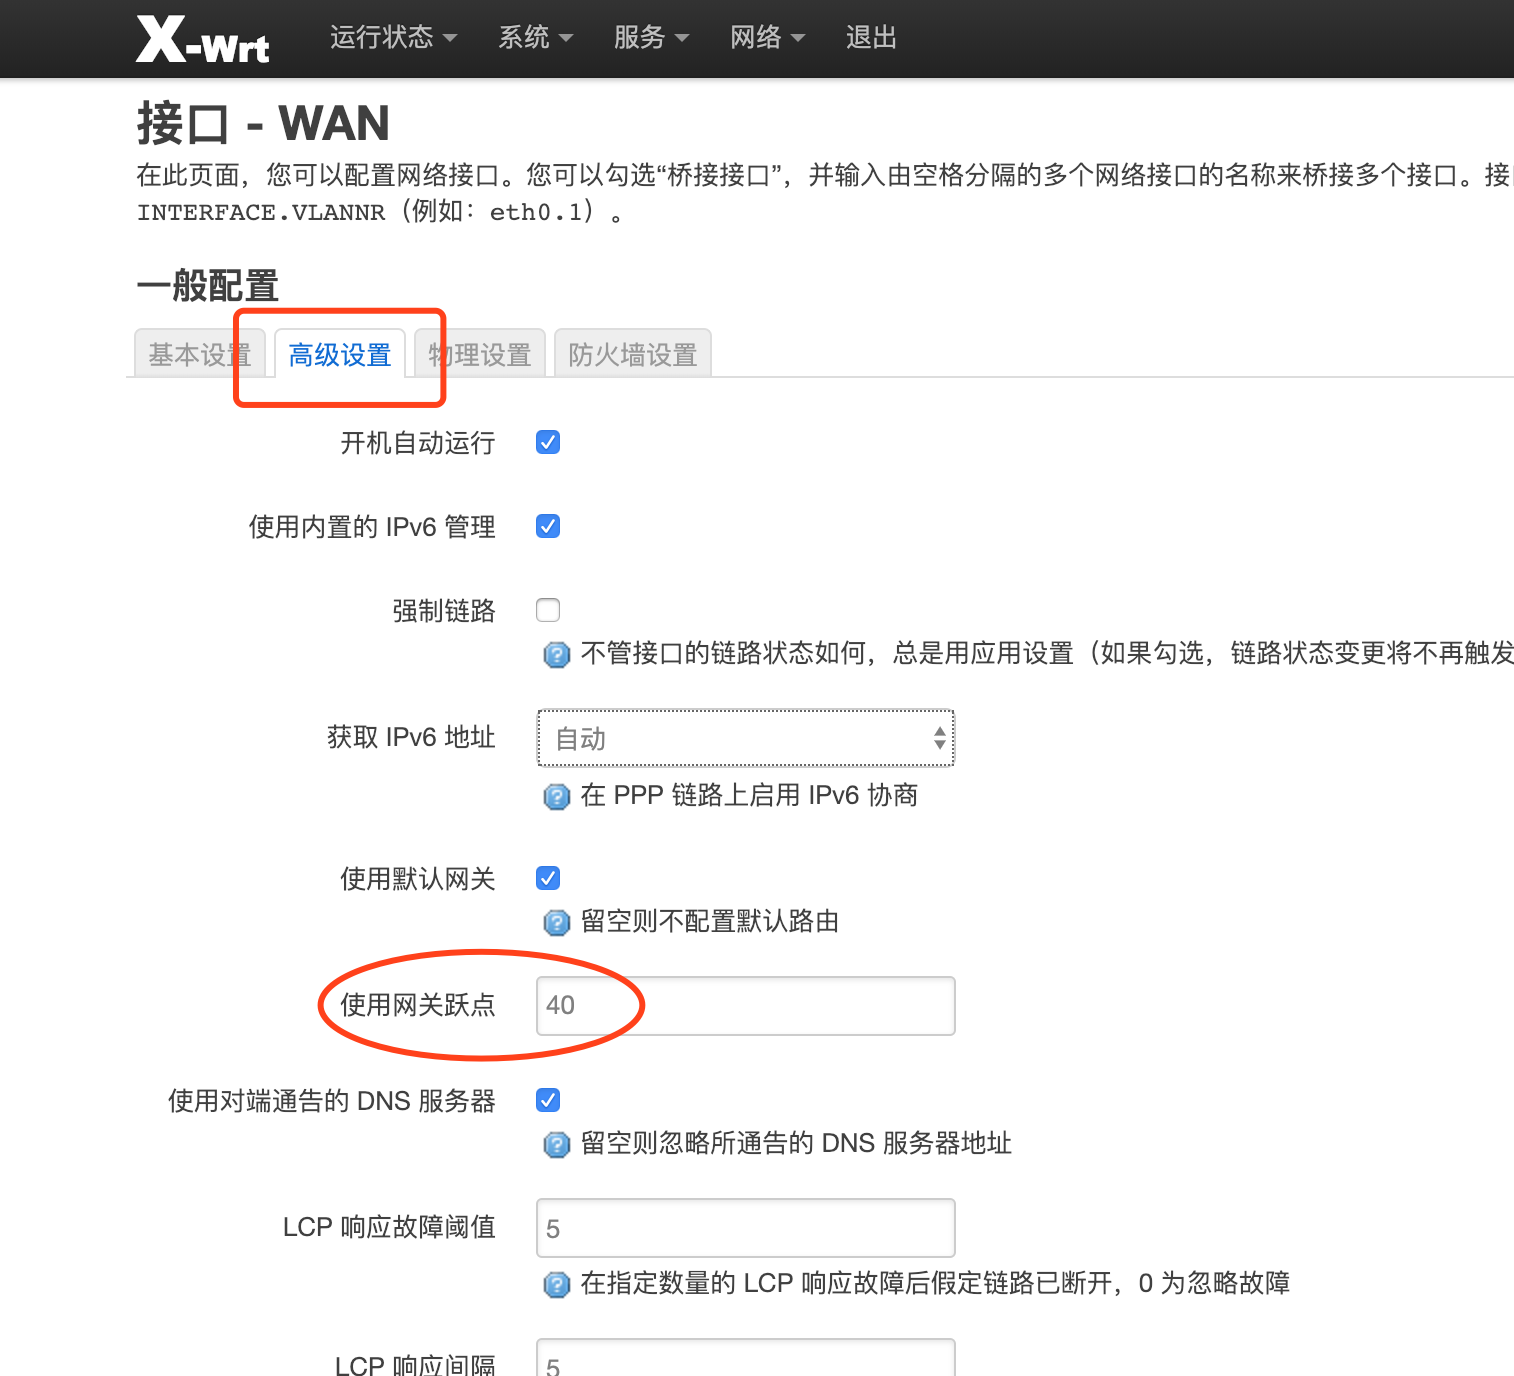 X-Wrt 运行状态 系统 服务 网络 退出
接口 - WAN
在此页面，您可以配置网络接口。您可以勾选“桥接接口”，并输入由空格分隔的多个网络接口的名称来桥接多个接口。接
INTERFACE.VLANNR（例如：eth0.1）。
一般配置
基本设置 高级设置 物理设置 防火墙设置
开机自动运行
使用内置的 IPv6 管理
强制链路
不管接口的链路状态如何，总是用应用设置（如果勾选，链路状态变更将不再触发
获取 IPv6 地址 自动
在 PPP 链路上启用 IPv6 协商
使用默认网关
留空则不配置默认路由
使用网关跃点 40
使用对端通告的 DNS 服务器
留空则忽略所通告的 DNS 服务器地址
LCP 响应故障阈值 5
在指定数量的 LCP 响应故障后假定链路已断开，0 为忽略故障
LCP 响应间隔 5